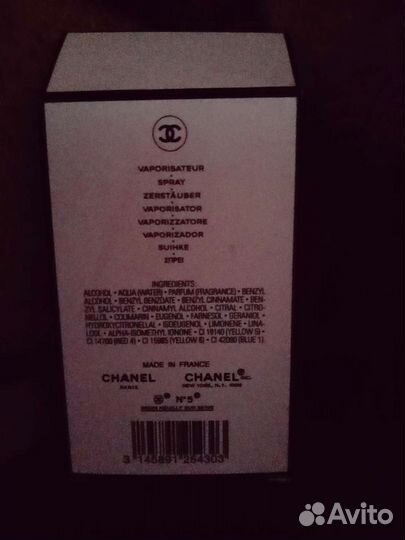 VAPORISATEUR
SPRAY
ZERSTÄUBER
VAPORISATOR
VAPORIZZATORE
VAPORIZADOR
SUIHKE
ΣΠΡΕΪ
INGREDIENTS:
ALCOHOL • AQUA (WATER) • PARFUM (FRAGRANCE) • BENZYL
ALCOHOL • BENZYL BENZOATE • BENZYL CINNAMATE • BEN-
ZYL SALICYLATE • CINNAMYL ALCOHOL • CITRAL • CITRO-
NELLOL • COUMARIN • EUGENOL • FARNESOL • GERANIOL •
HYDROXYCITRONELLAL • ISOEUGENOL • LIMONENE • LINA-
LOOL • ALPHA-ISOMETHYL IONONE • CI 19140 (YELLOW 5) •
CI 14700 (RED 4) • CI 15985 (YELLOW 6) • CI 42090 (BLUE 1).
MADE IN FRANCE
CHANEL CHANEL INC.
PARIS NEW YORK, N.Y.
N°5
3 145891 254303
Avito